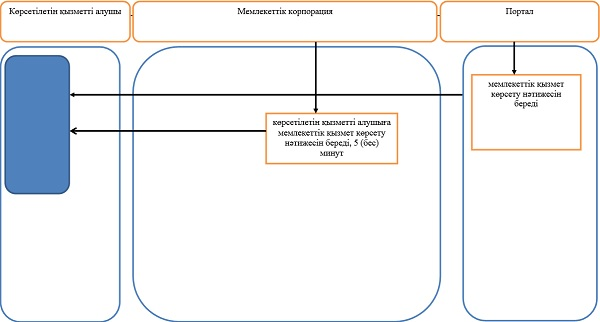 Көрсетілетін қызметті алушы
Мемлекеттік корпорация
Портал
мемлекеттік қызмет
көрсету нәтижесін
береді
көрсетілетін қызметті алушыға
мемлекеттік қызмет көрсету
нәтижесін береді, 5 (бес)
минут